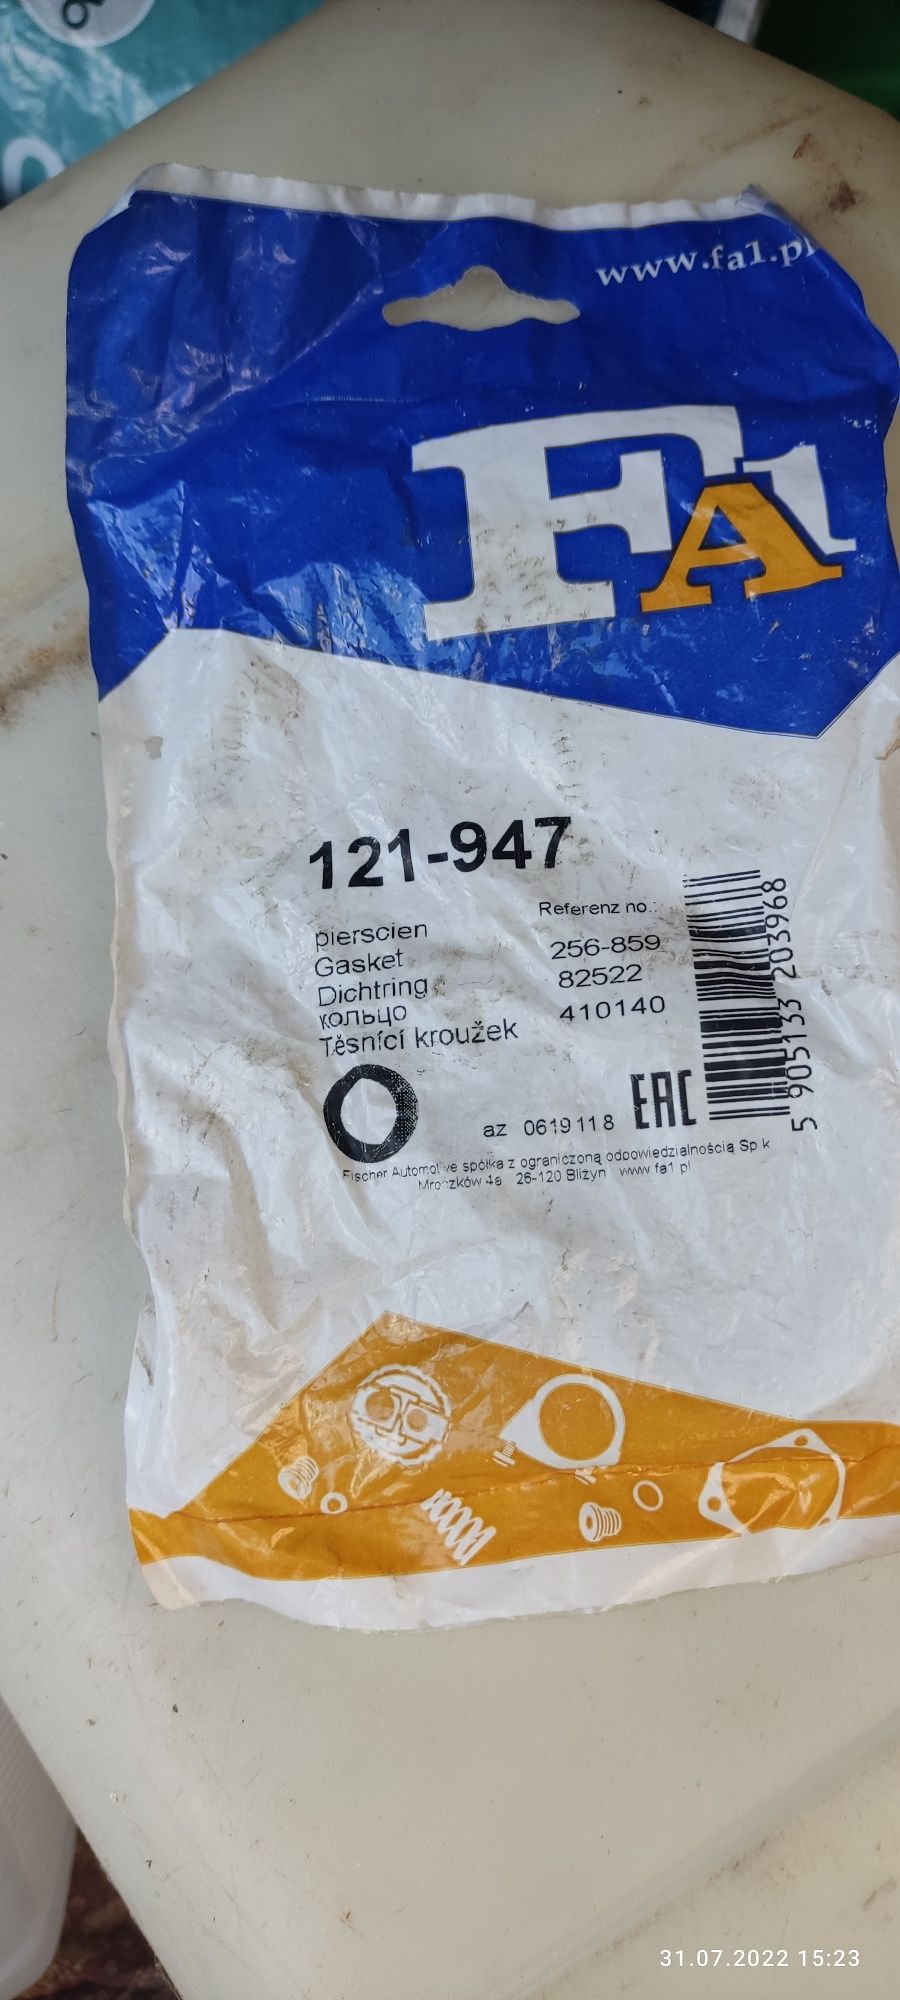 www.fa1.pl
FA1
121-947
pierscien
Gasket
Dichtring
кольцо
Těsnící kroužek
Referenz no.:
256-859
82522
410140
5 905133 203968
az 0619118
EAC
Fischer Automotive spółka z ograniczoną odpowiedzialnością Sp k
Mroczków 4a 26-120 Bliżyn www.fa1.pl
31.07.2022 15:23